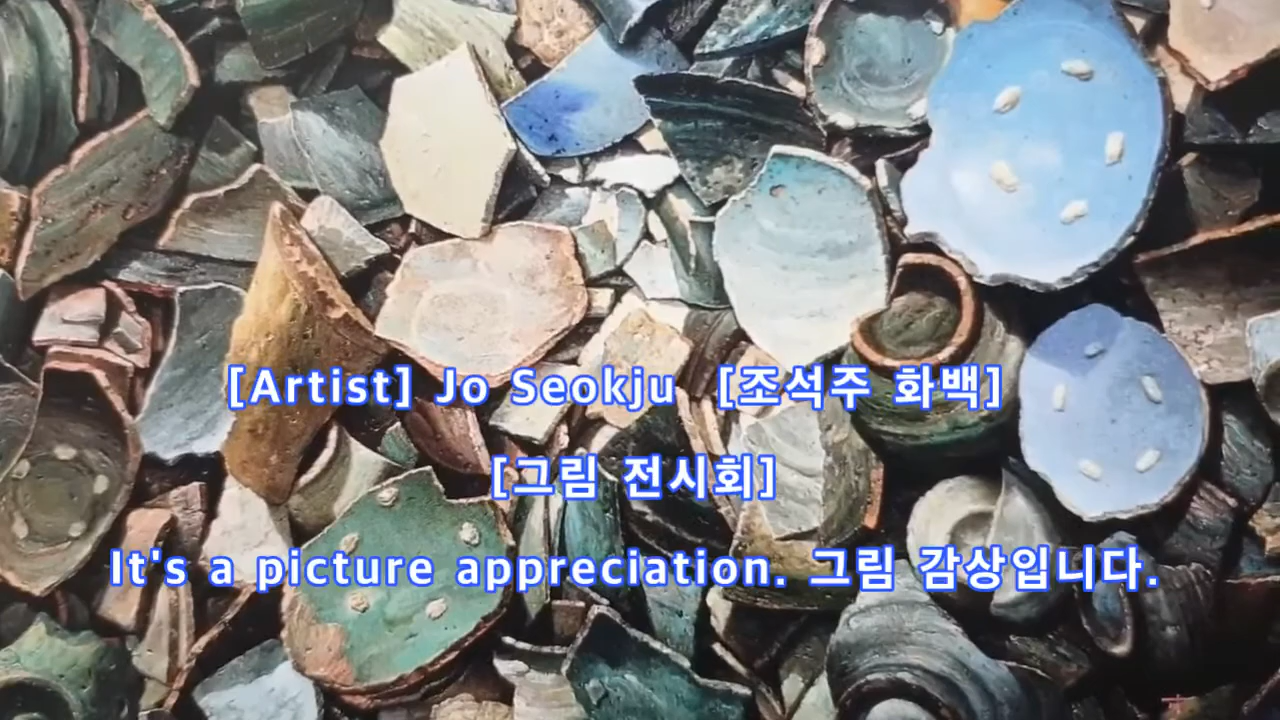 [Artist] Jo Seokju [조석주 화백]
[그림 전시회]
It's a picture appreciation. 그림 감상입니다.